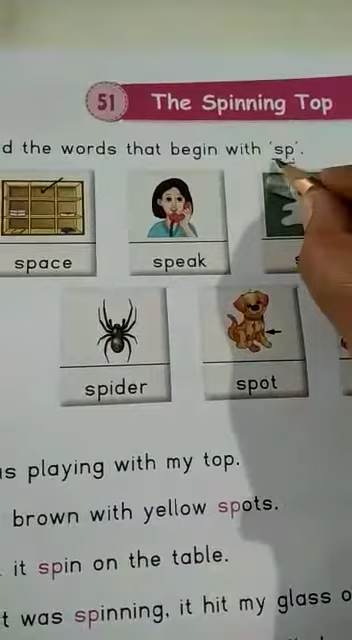 51 The Spinning Top
d the words that begin with 'sp'.
space speak
spider spot
as playing with my top.
brown with yellow spots.
it spin on the table.
t was spinning, it hit my glass o